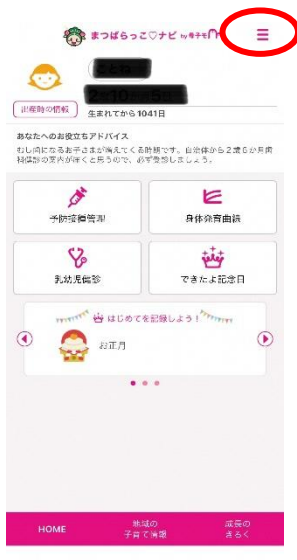 まつばらっこ♡ナビ by 母子モ
出産時の情報
生まれてから1041日
あなたへのお役立ちアドバイス
むし歯になるお子さまが増えてくる時期です。自治体から2歳6か月歯
科健診の案内が届くと思うので、必ず受診しましょう。
予防接種管理
身体発育曲線
乳幼児健診
できたよ記念日
はじめてを記録しよう！
お正月
HOME
地域の
子育て情報
成長の
きろく